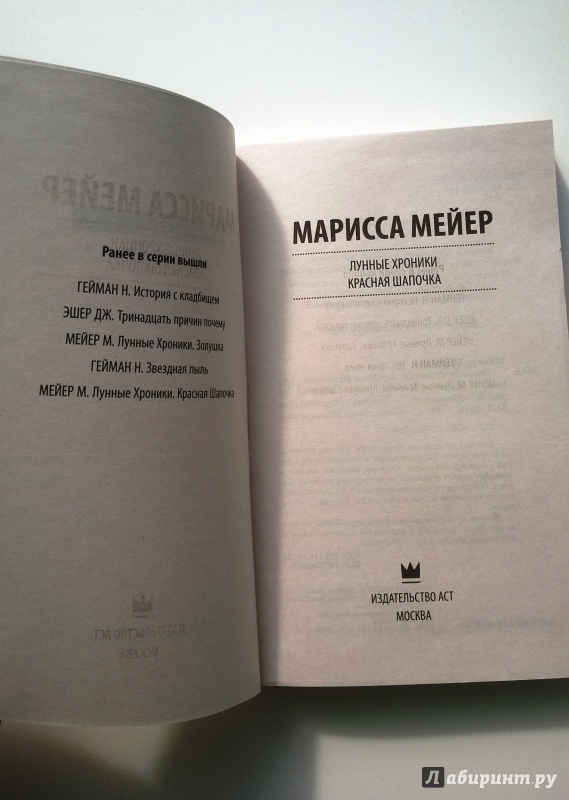 Ранее в серии вышли
ГЕЙМАН Н. История с кладбищем
ЭШЕР ДЖ. Тринадцать причин почему
МЕЙЕР М. Лунные Хроники. Золушка
ГЕЙМАН Н. Звездная пыль
МЕЙЕР М. Лунные Хроники. Красная Шапочка
МАРИССА МЕЙЕР
ЛУННЫЕ ХРОНИКИ
КРАСНАЯ ШАПОЧКА
ИЗДАТЕЛЬСТВО АСТ
МОСКВА
Лабиринт.ру